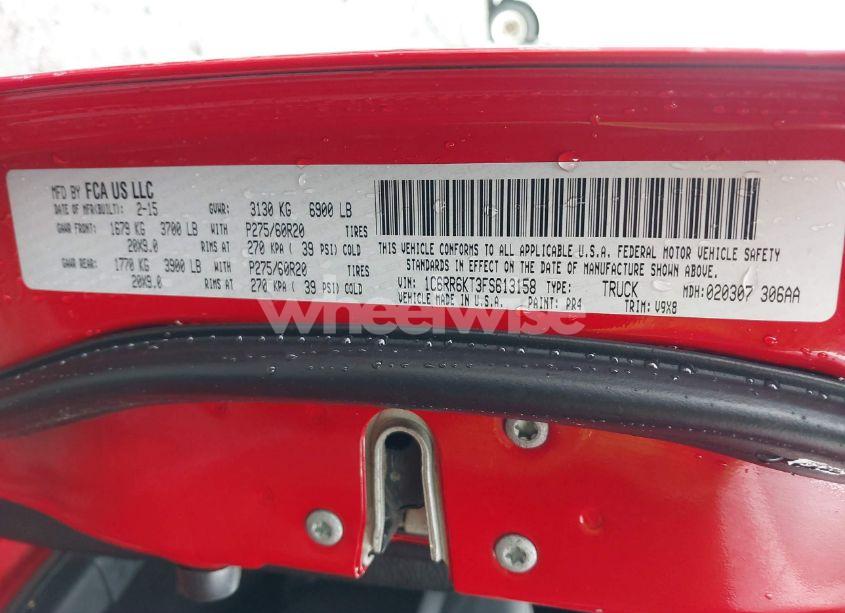 MFD BY FCA US LLC
DATE OF MFR(BUILT): 2-15 GVWR: 3130 KG 6900 LB
GAWR FRONT: 1679 KG 3700 LB WITH P275/60R20 TIRES
20X9.0 RIMS AT 270 KPA ( 39 PSI) COLD
GAWR REAR: 1770 KG 3900 LB WITH P275/60R20 TIRES
20X9.0 RIMS AT 270 KPA ( 39 PSI) COLD
THIS VEHICLE CONFORMS TO ALL APPLICABLE U.S.A. FEDERAL MOTOR VEHICLE SAFETY
STANDARDS IN EFFECT ON THE DATE OF MANUFACTURE SHOWN ABOVE.
VIN: 1C6RR6KT3FS613158 TYPE: TRUCK MDH: 020307 306AA
VEHICLE MADE IN U.S.A. PAINT: PR4 TRIM: V9X8
wheelwise